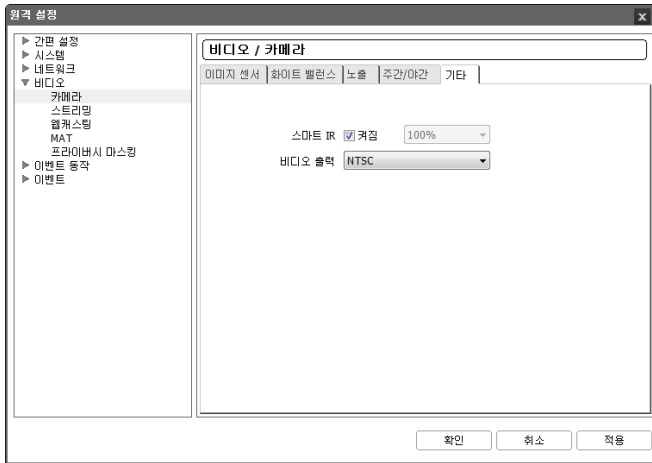 원격 설정
간편 설정
시스템
네트워크
비디오
카메라
스트리밍
웹캐스팅
MAT
프라이버시 마스킹
이벤트 동작
이벤트
비디오 / 카메라
이미지 센서 화이트 밸런스 노출 주간/야간 기타
스마트 IR 켜짐 100%
비디오 출력 NTSC
확인 취소 적용